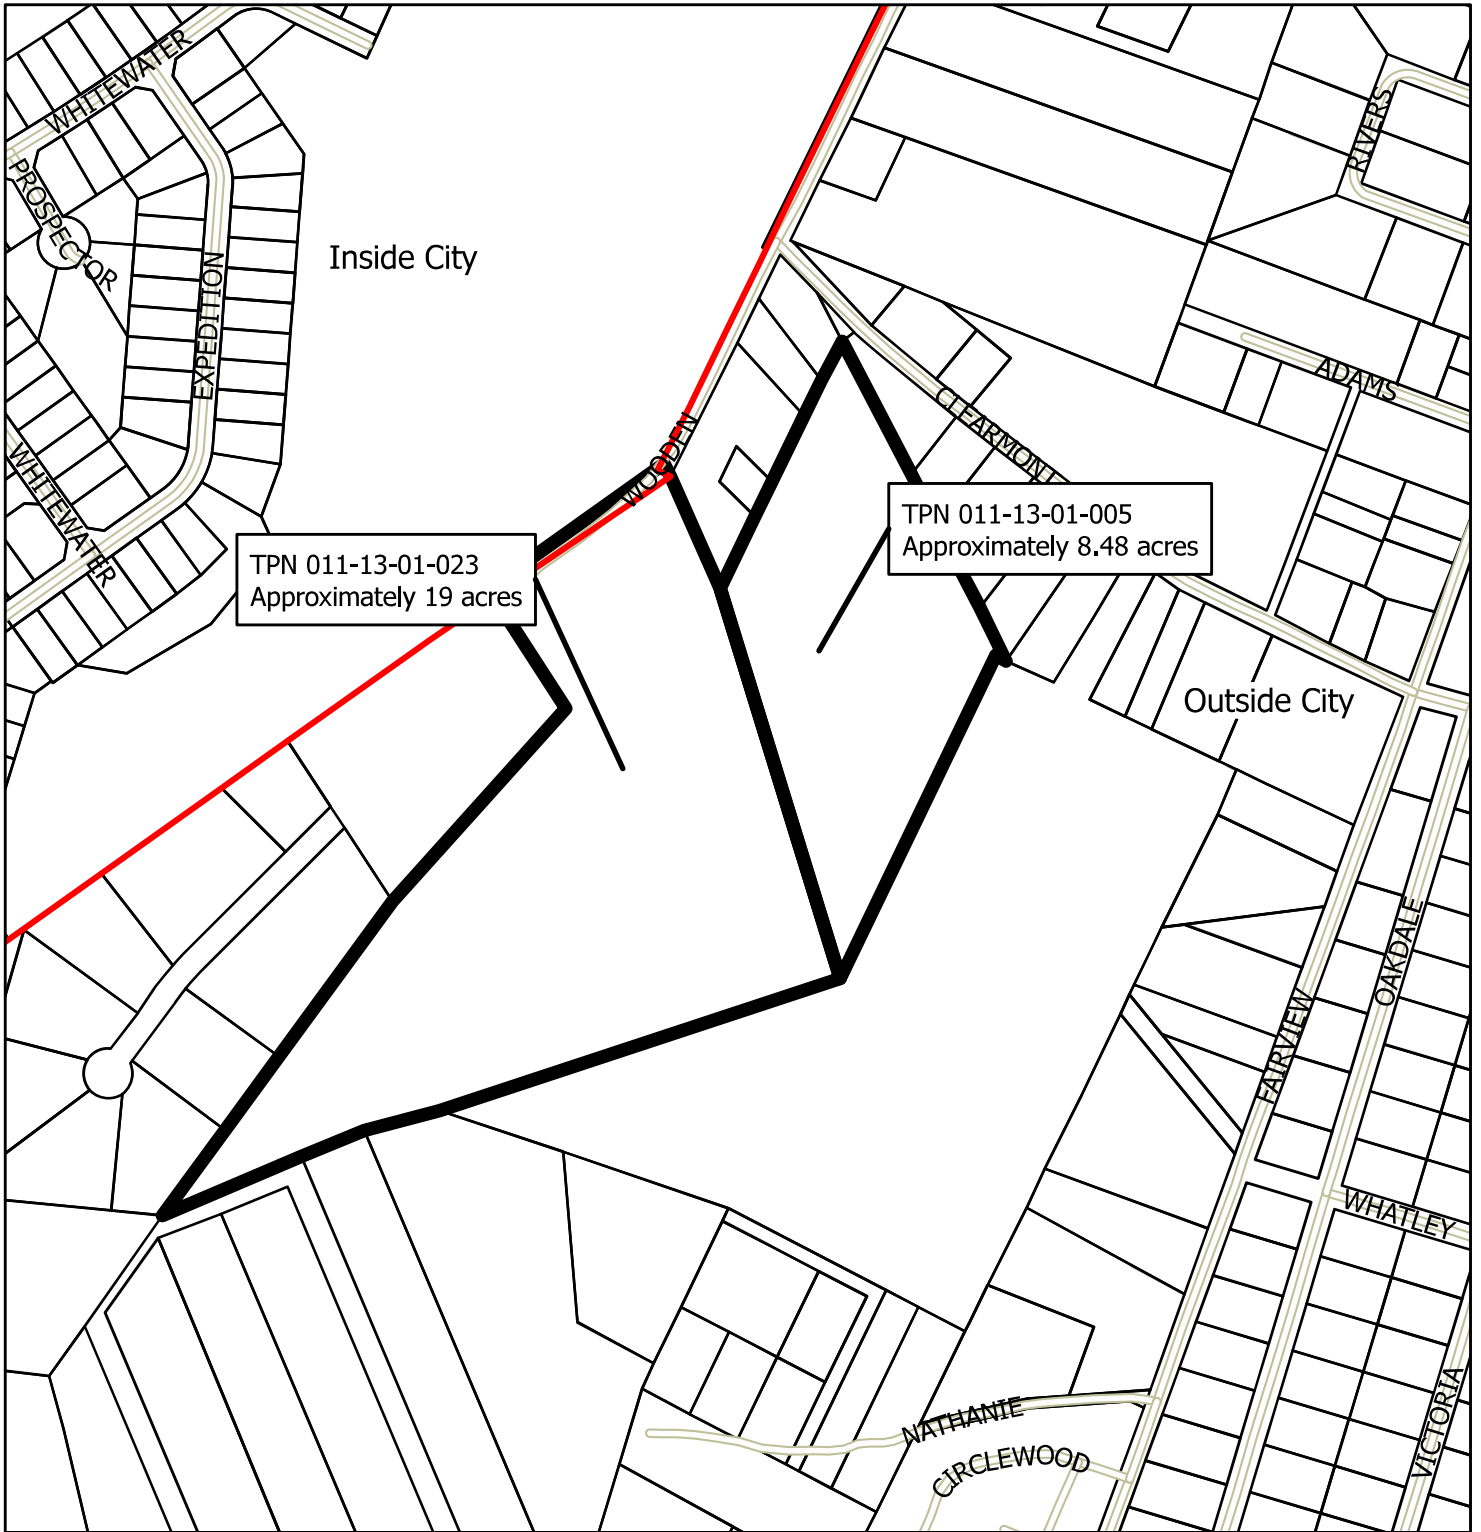 WHITEWATER
PROSPECTOR
EXPEDITION
Inside City
RIVERS
ADAMS
CLEARMONT
WOODEN
WHITEWATER
TPN 011-13-01-005
Approximately 8.48 acres
TPN 011-13-01-023
Approximately 19 acres
Outside City
OAKDALE
FAIRVIEW
WHATLEY
VICTORIA
NATHANIE
CIRCLEWOOD